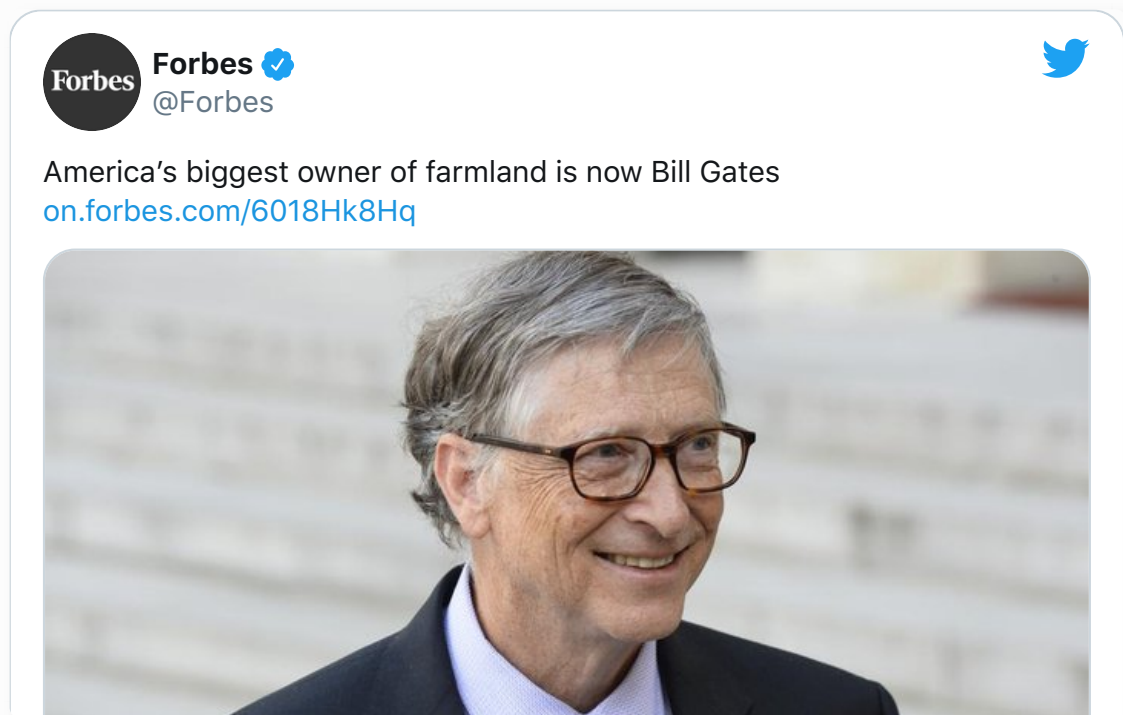 Forbes
Forbes
@Forbes
America’s biggest owner of farmland is now Bill Gates
on.forbes.com/6018Hk8Hq